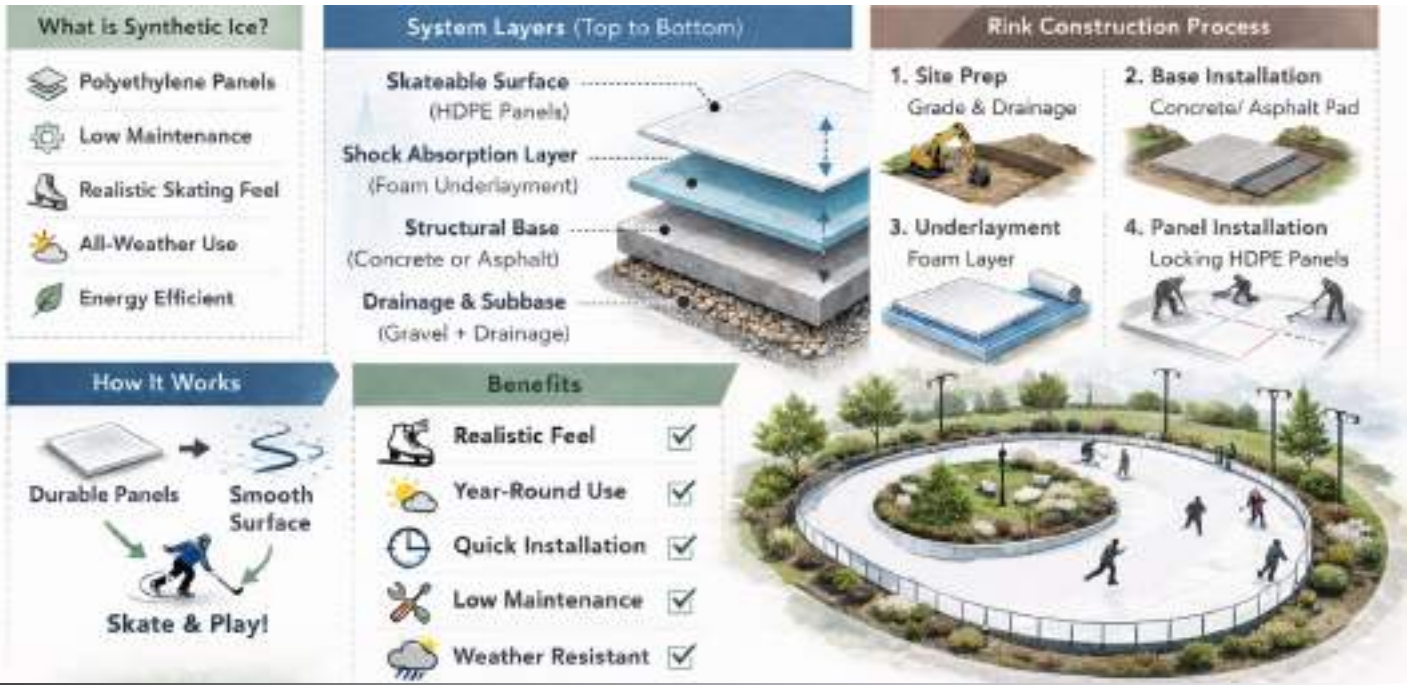 What is Synthetic Ice?
Polyethylene Panels
Low Maintenance
Realistic Skating Feel
All-Weather Use
Energy Efficient
System Layers (Top to Bottom)
Skateable Surface
(HDPE Panels)
Shock Absorption Layer
(Foam Underlayment)
Structural Base
(Concrete or Asphalt)
Drainage & Subbase
(Gravel + Drainage)
Rink Construction Process
1. Site Prep
Grade & Drainage
2. Base Installation
Concrete/ Asphalt Pad
3. Underlayment
Foam Layer
4. Panel Installation
Locking HDPE Panels
How It Works
Durable Panels
Smooth
Surface
Skate & Play!
Benefits
Realistic Feel
Year-Round Use
Quick Installation
Low Maintenance
Weather Resistant